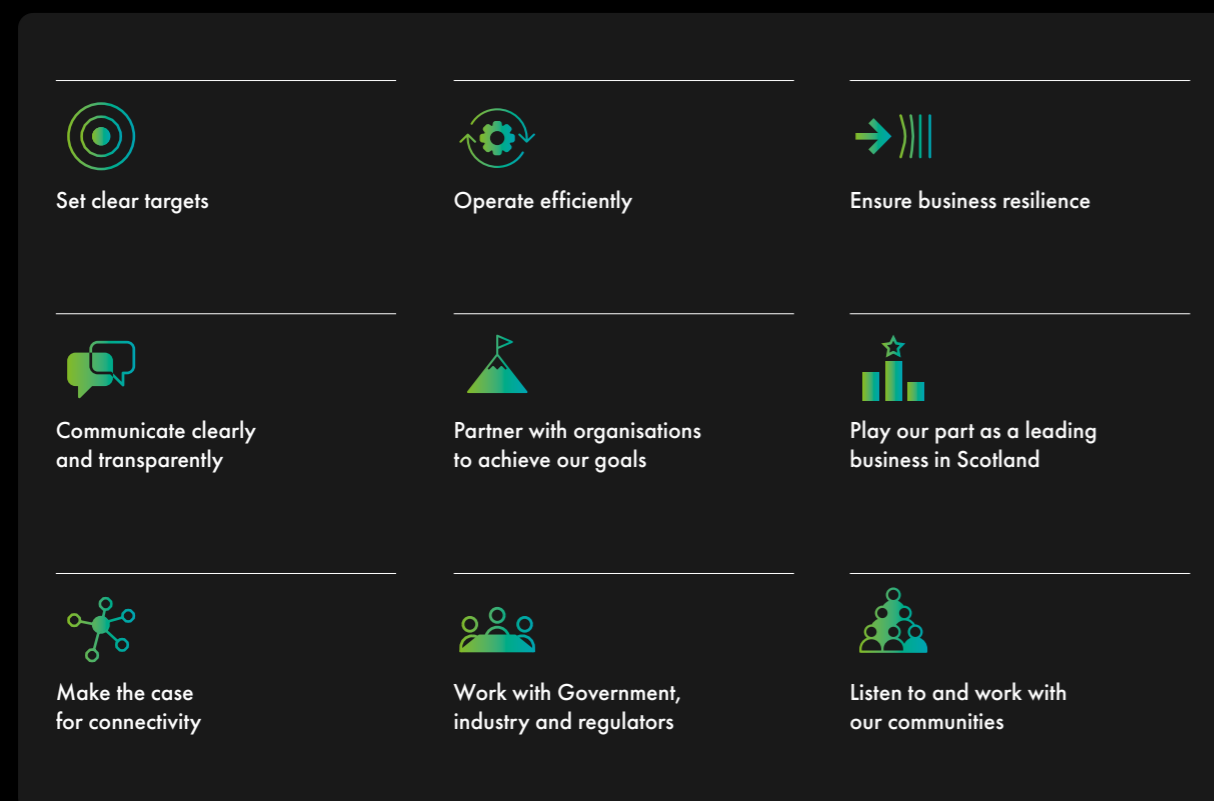 Set clear targets
Operate efficiently
Ensure business resilience
Communicate clearly
and transparently
Partner with organisations
to achieve our goals
Play our part as a leading
business in Scotland
Make the case
for connectivity
Work with Government,
industry and regulators
Listen to and work with
our communities